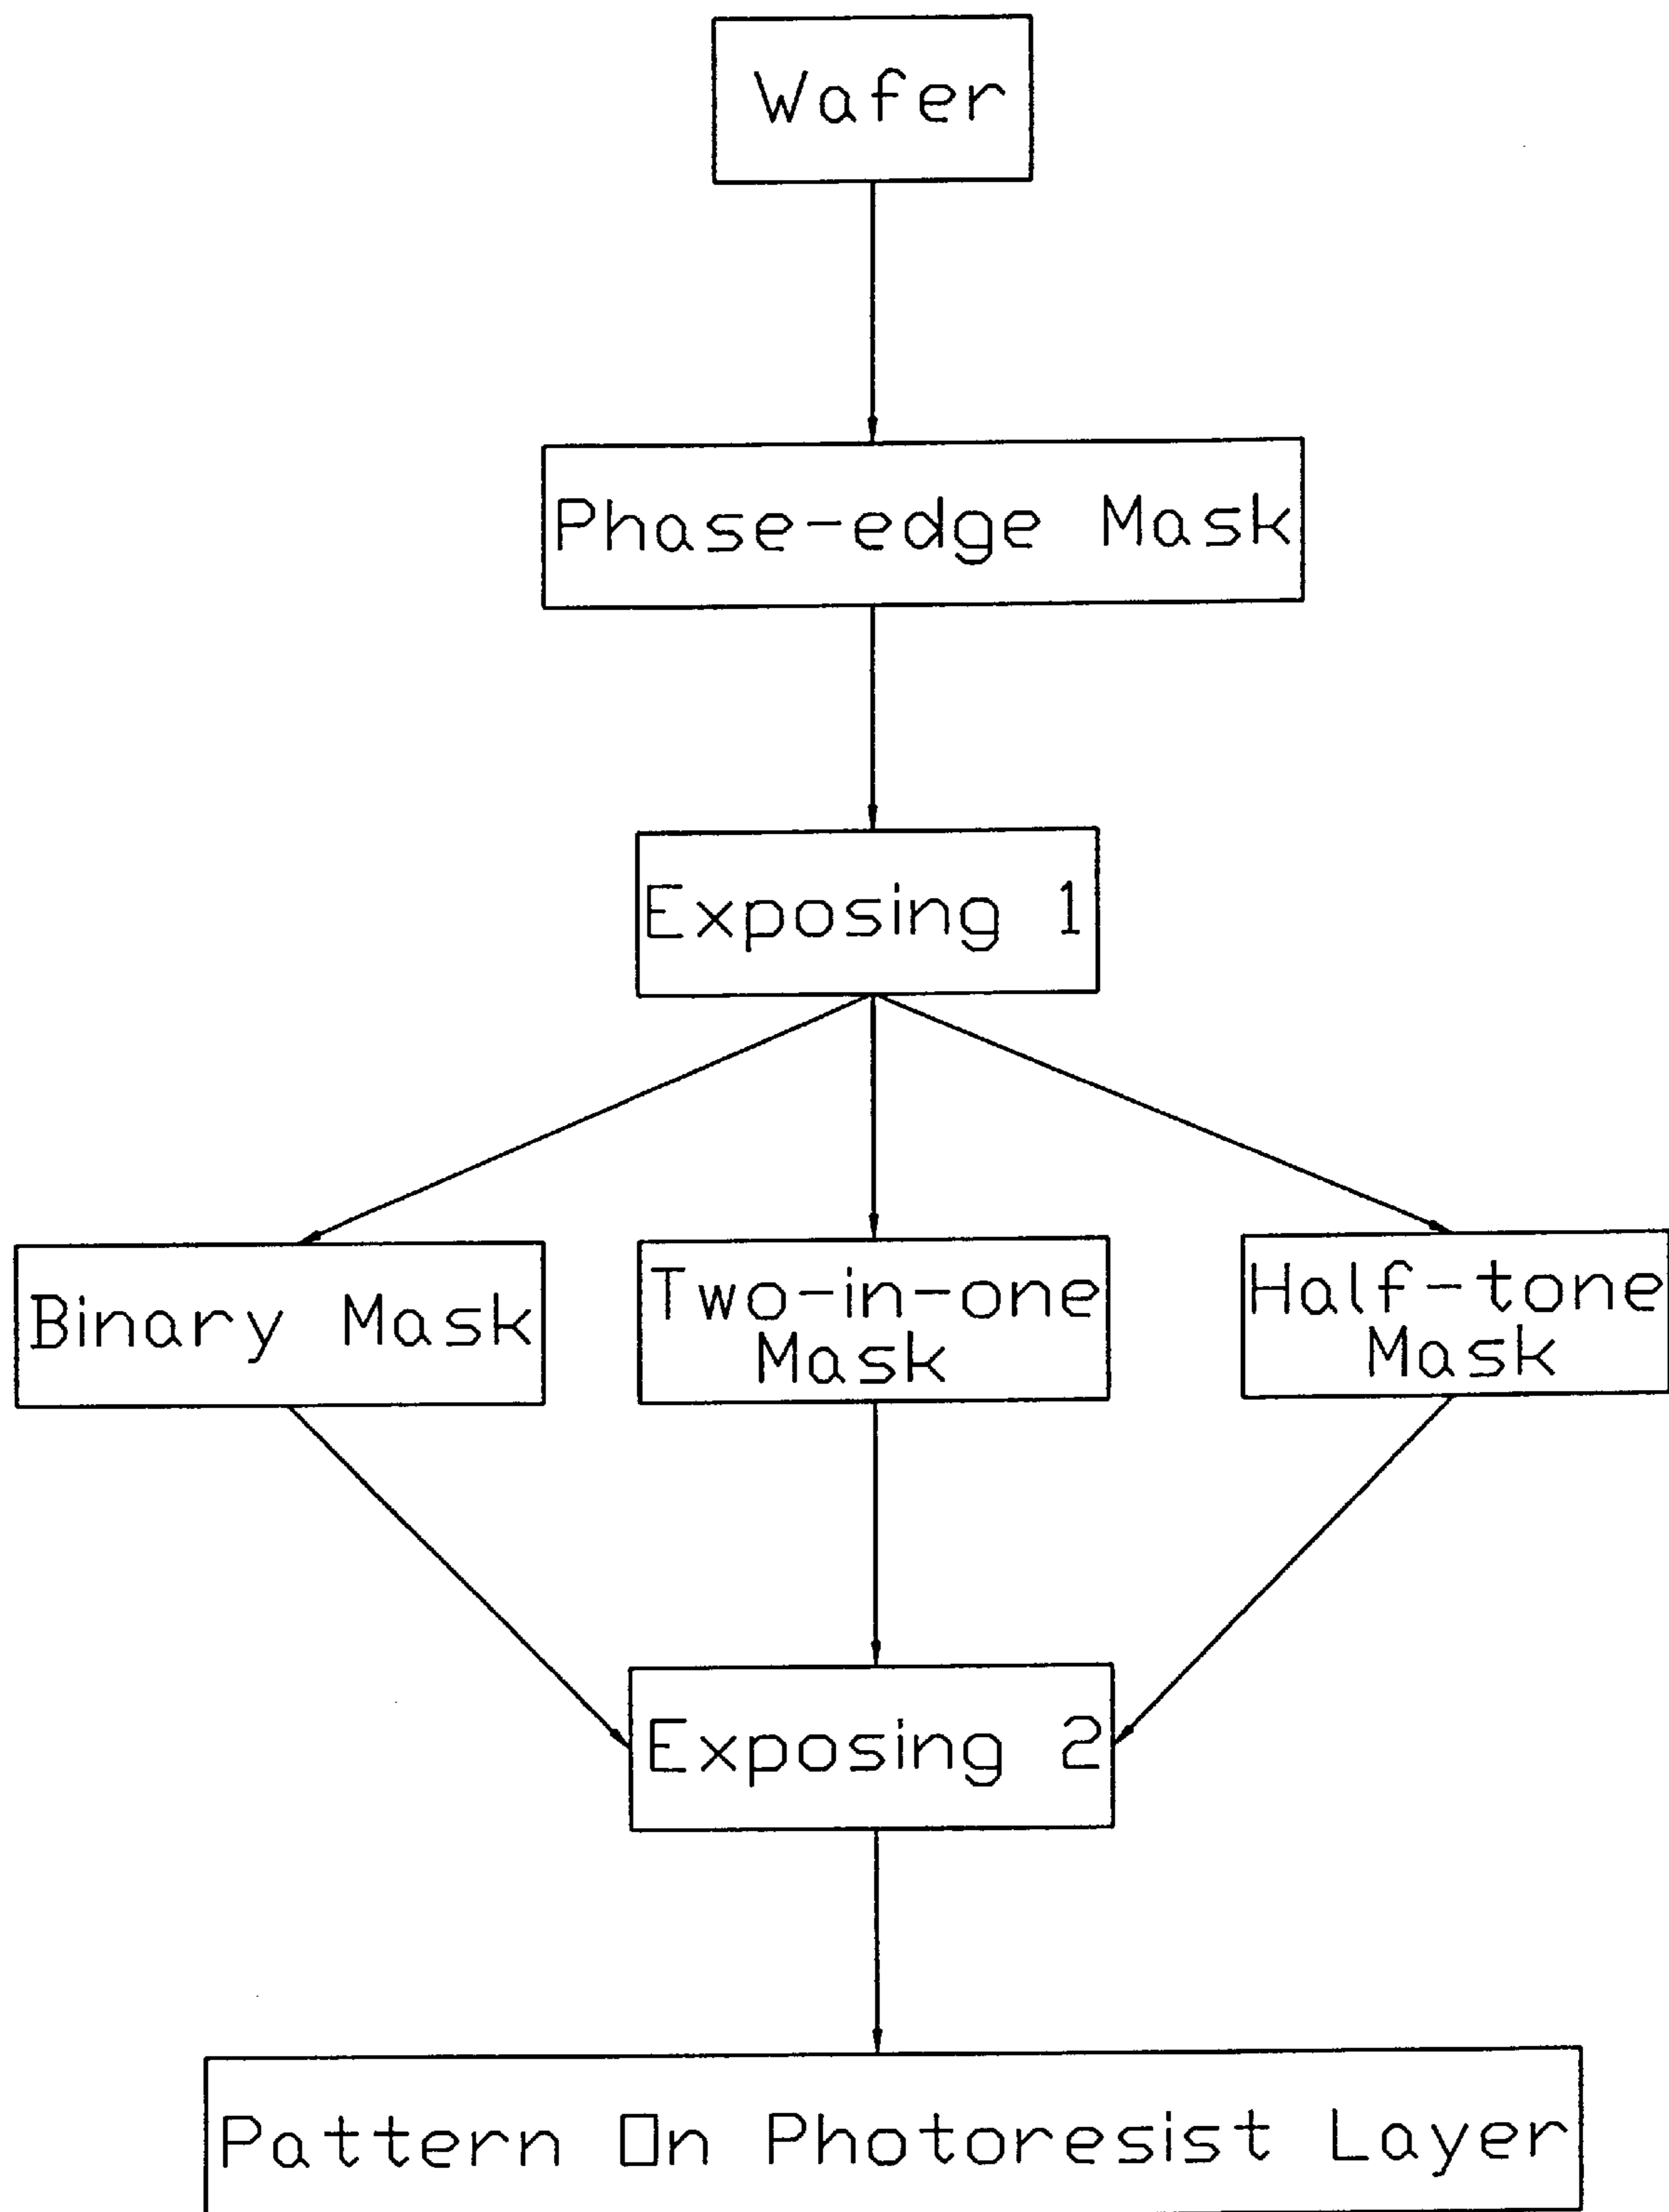 Wafer
Phase-edge Mask
Exposing 1
Binary Mask
Two-in-one
Mask
Half-tone
Mask
Exposing 2
Pattern On Photoresist Layer